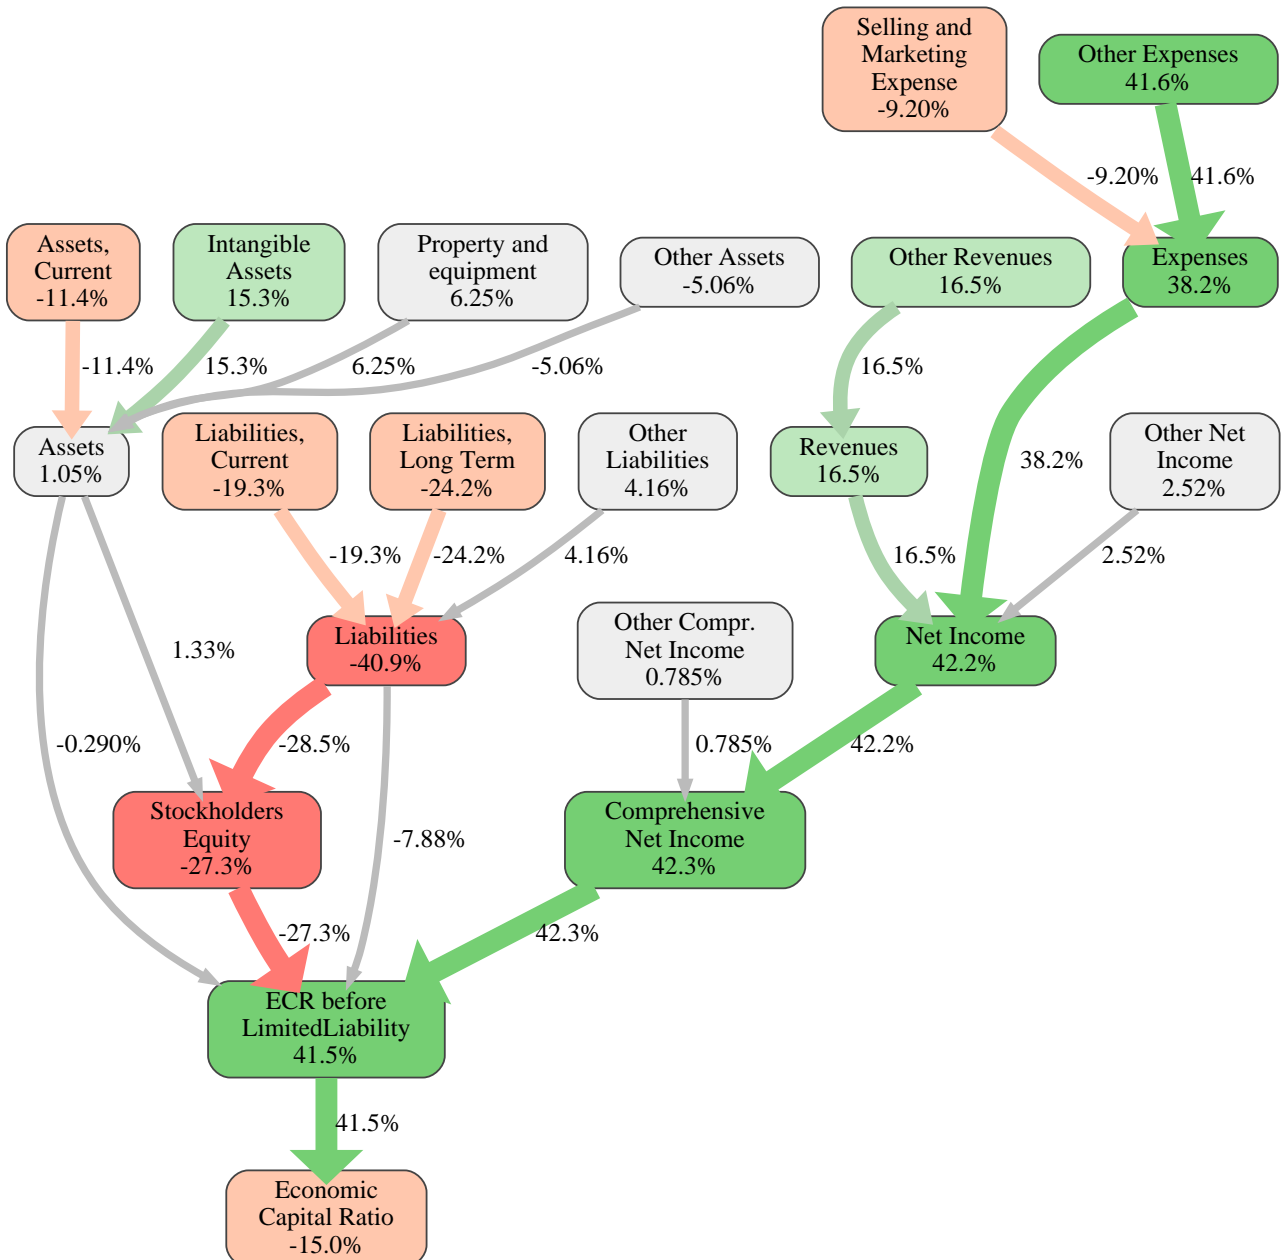 Selling and
Marketing
Expense
-9.20%
Other Expenses
41.6%
-9.20%
41.6%
Assets,
Current
-11.4%
Intangible
Assets
15.3%
Property and
equipment
6.25%
Other Assets
-5.06%
Other Revenues
16.5%
Expenses
38.2%
-11.4%
15.3%
6.25%
-5.06%
16.5%
Assets
1.05%
Liabilities,
Current
-19.3%
Liabilities,
Long Term
-24.2%
Other
Liabilities
4.16%
Revenues
16.5%
38.2%
Other Net
Income
2.52%
-19.3%
-24.2%
4.16%
16.5%
2.52%
1.33%
Liabilities
-40.9%
Other Compr.
Net Income
0.785%
Net Income
42.2%
-0.290%
-28.5%
0.785%
42.2%
Stockholders
Equity
-27.3%
-7.88%
Comprehensive
Net Income
42.3%
-27.3%
42.3%
ECR before
LimitedLiability
41.5%
41.5%
Economic
Capital Ratio
-15.0%